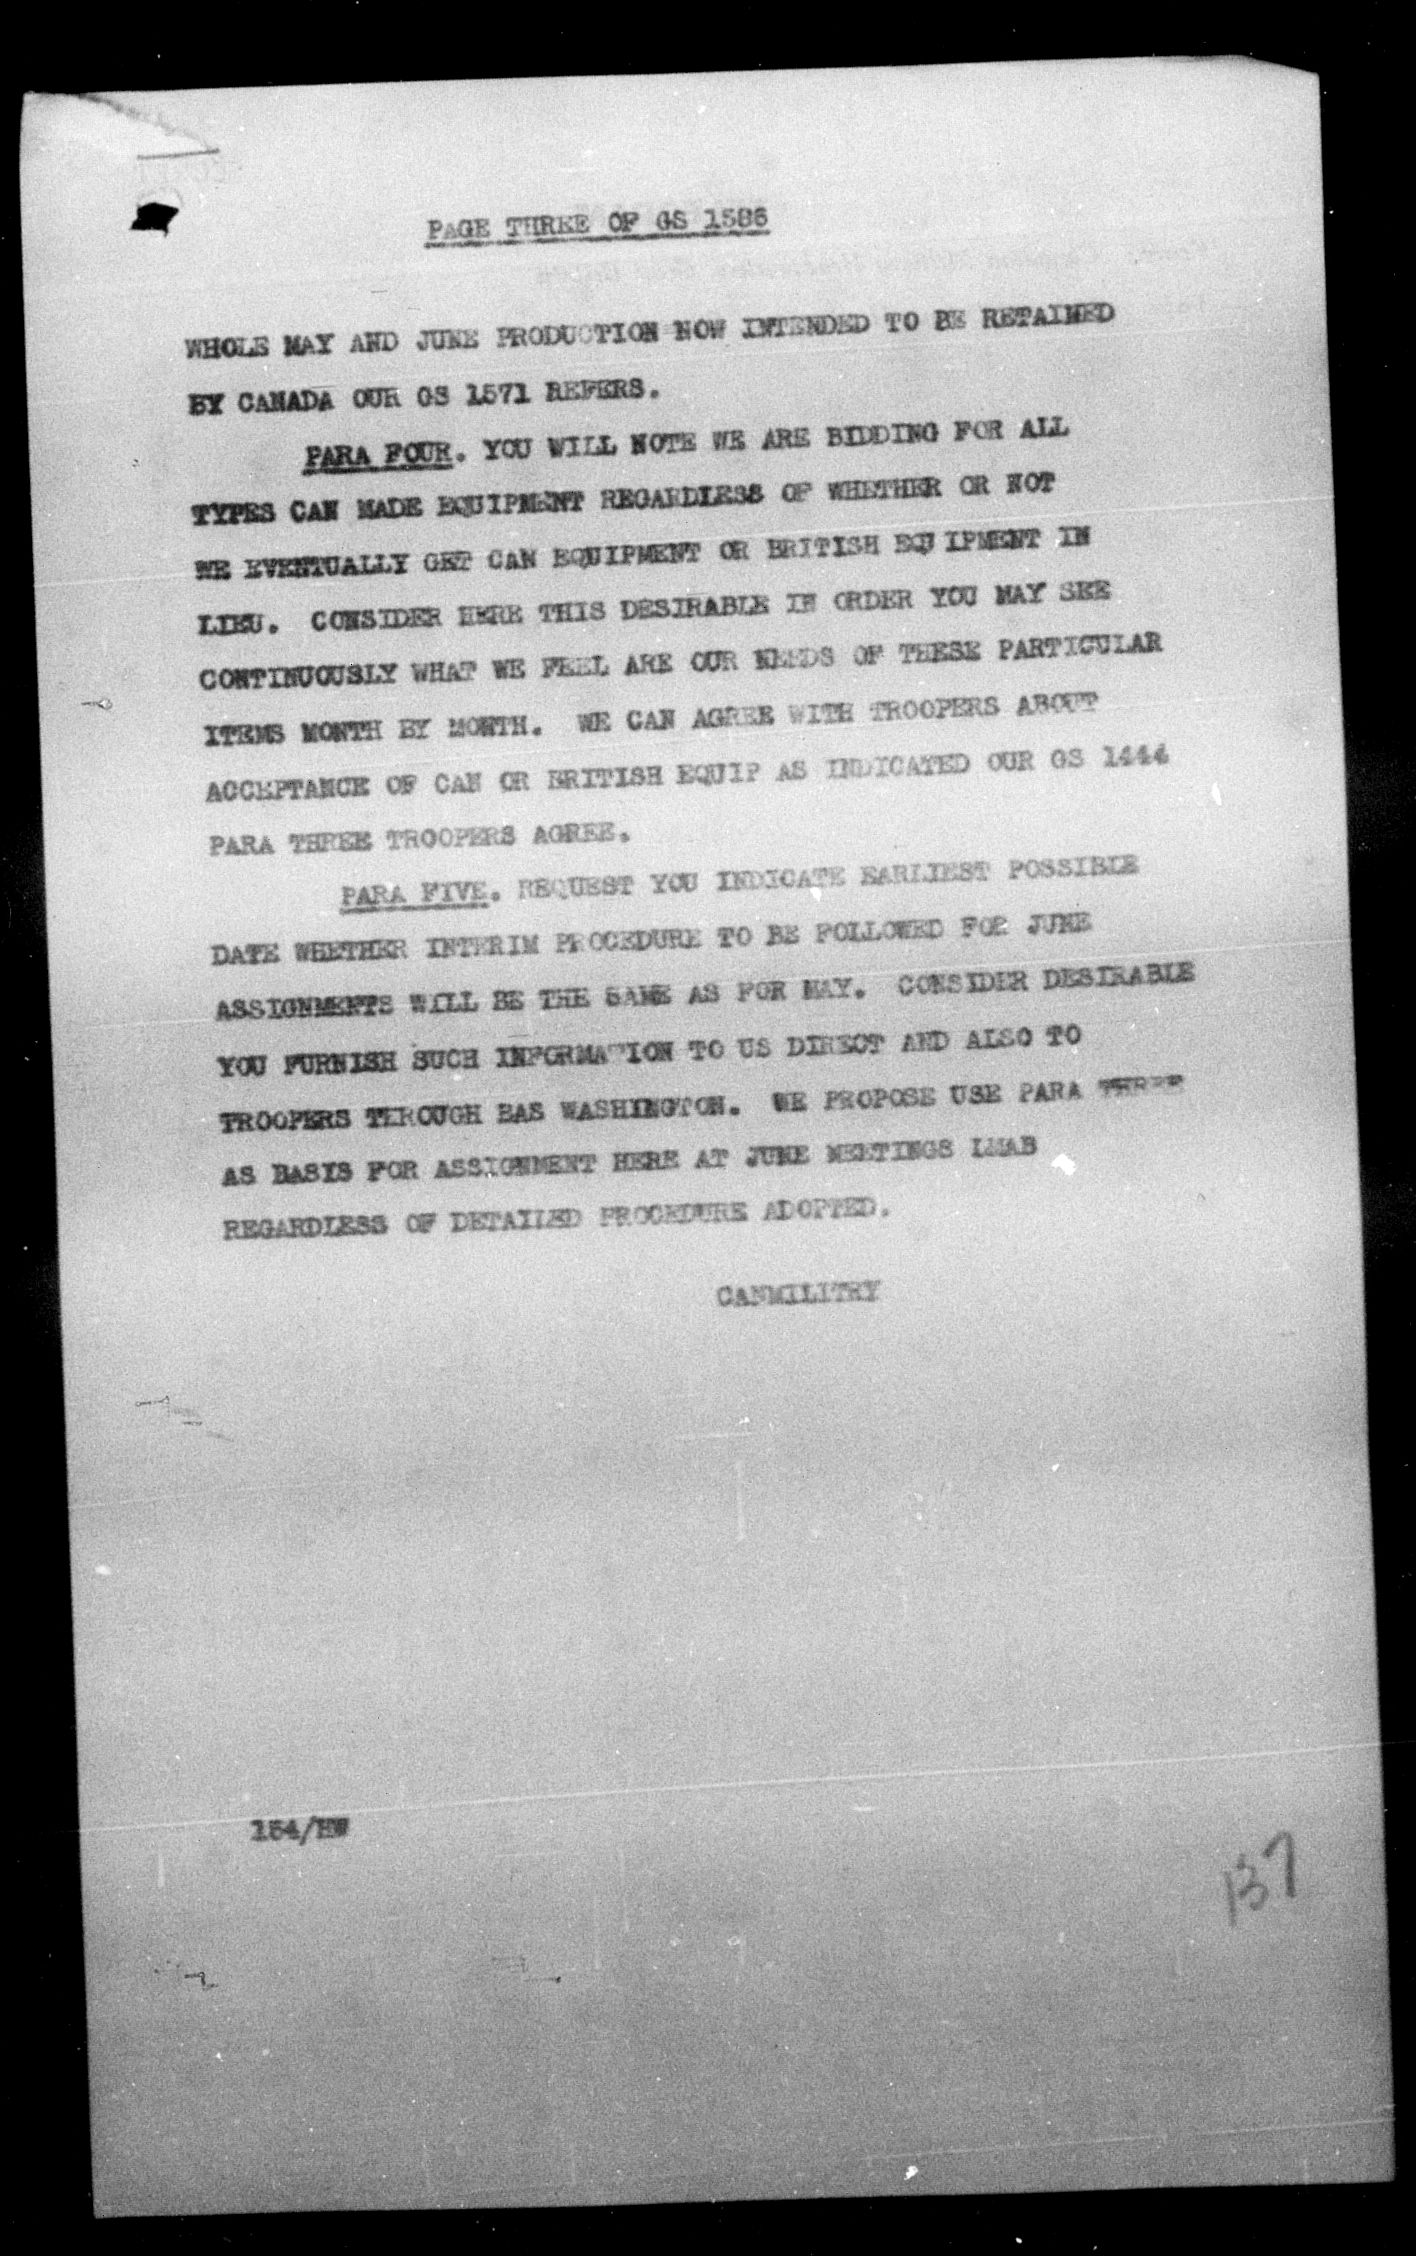 PAGE THREE OF GS 1586
WHOLE MAY AND JUNE PRODUCTION NOW INTENDED TO BE RETAINED
BY CANADA OUR GS 1571 REFERS.
PARA FOUR. YOU WILL NOTE WE ARE BIDDING FOR ALL
TYPES CAN MADE EQUIPMENT REGARDLESS OF WHETHER OR NOT
WE EVENTUALLY GET CAN EQUIPMENT OR BRITISH EQUIPMENT IN
LIEU. CONSIDER HERE THIS DESIRABLE IN ORDER YOU MAY SEE
CONTINUOUSLY WHAT WE FEEL ARE OUR NEEDS OF THESE PARTICULAR
ITEMS MONTH BY MONTH. WE CAN AGREE WITH TROOPERS ABOUT
ACCEPTANCE OF CAN OR BRITISH EQUIP AS INDICATED OUR GS 1444
PARA THREE TROOPERS AGREE.
PARA FIVE. REQUEST YOU INDICATE EARLIEST POSSIBLE
DATE WHETHER INTERIM PROCEDURE TO BE FOLLOWED FOR JUNE
ASSIGNMENTS WILL BE THE SAME AS FOR MAY. CONSIDER DESIRABLE
YOU FURNISH SUCH INFORMATION TO US DIRECT AND ALSO TO
TROOPERS THROUGH BAS WASHINGTON. WE PROPOSE USE PARA THREE
AS BASIS FOR ASSIGNMENT HERE AT JUNE MEETINGS LMAB
REGARDLESS OF DETAILED PROCEDURE ADOPTED.
CANMILITRY
154/HW
137